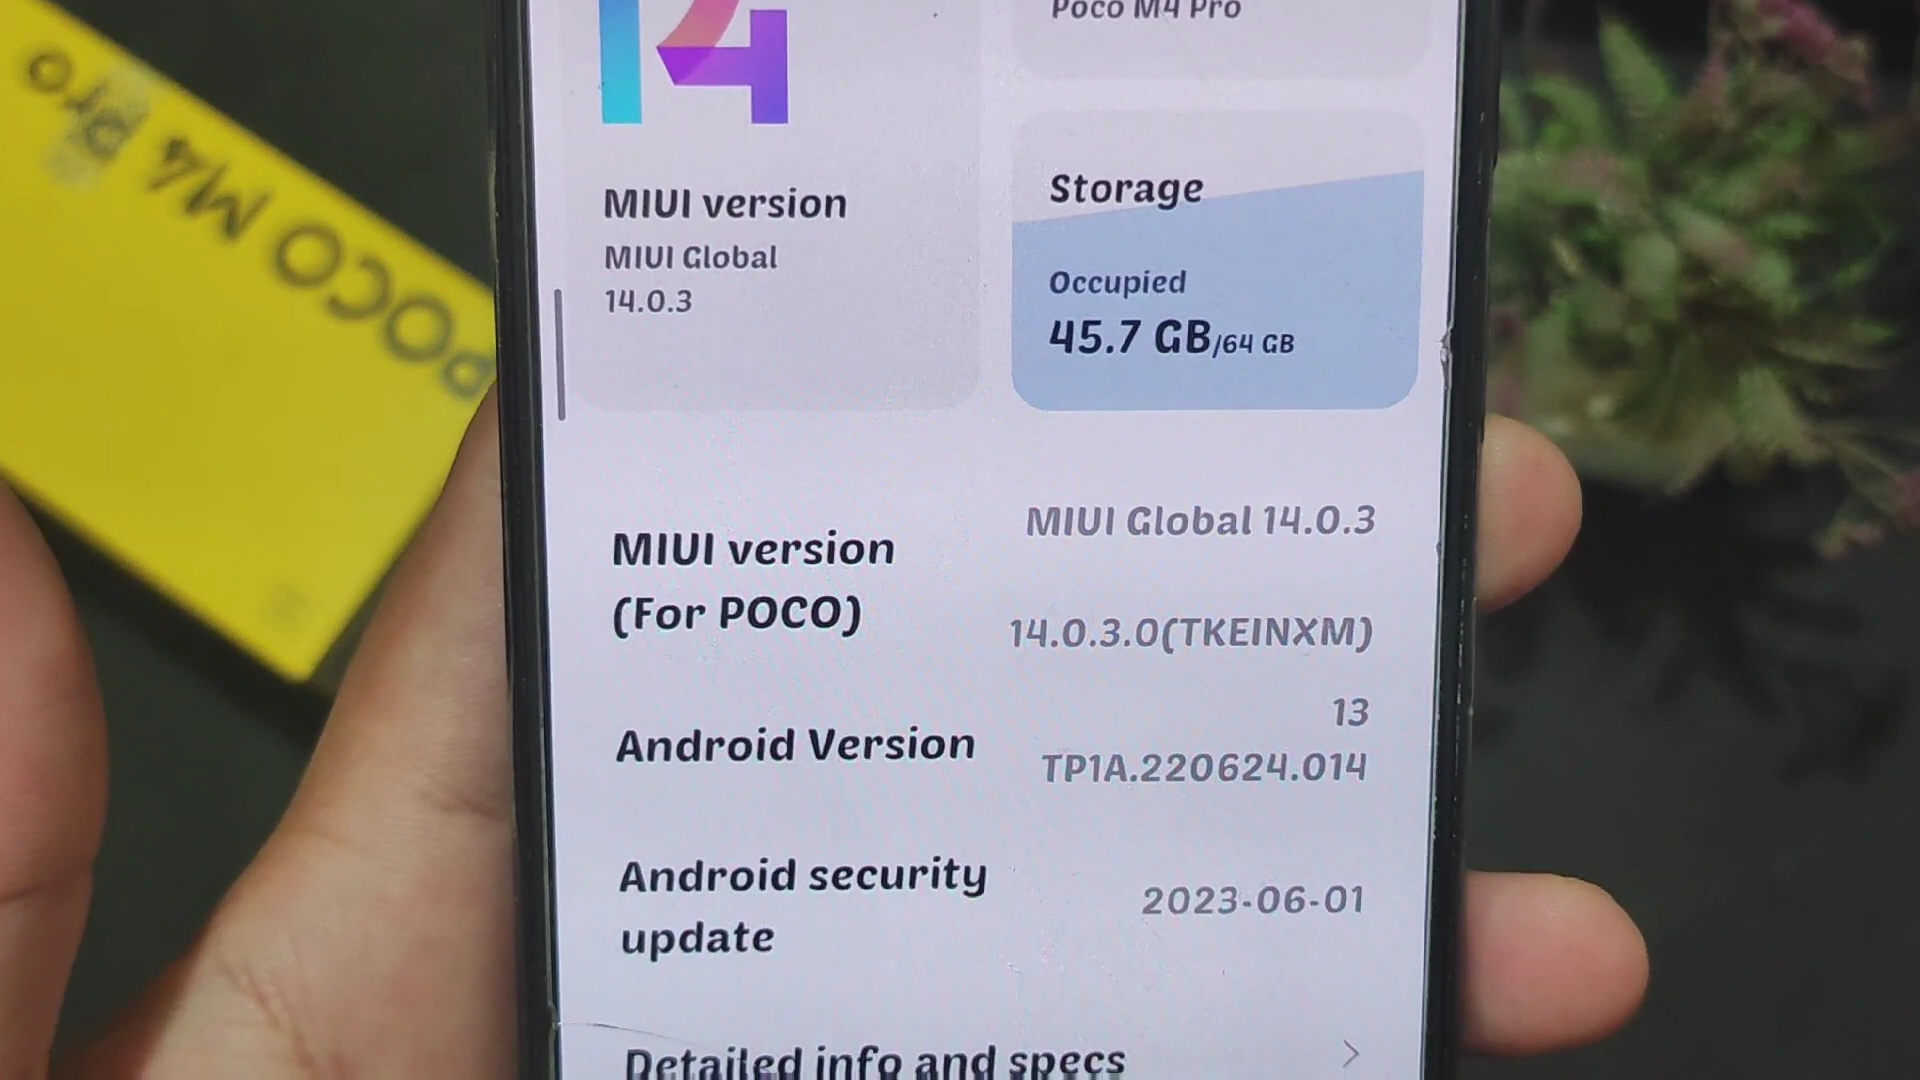 POCO M4 Pro
14
Poco M4 Pro
MIUI version
MIUI Global
14.0.3
Storage
Occupied
45.7 GB/64 GB
MIUI version
(For POCO)
MIUI Global 14.0.3
14.0.3.0(TKEINXM)
Android Version
13
TP1A.220624.014
Android security
update
2023-06-01
Detailed info and specs